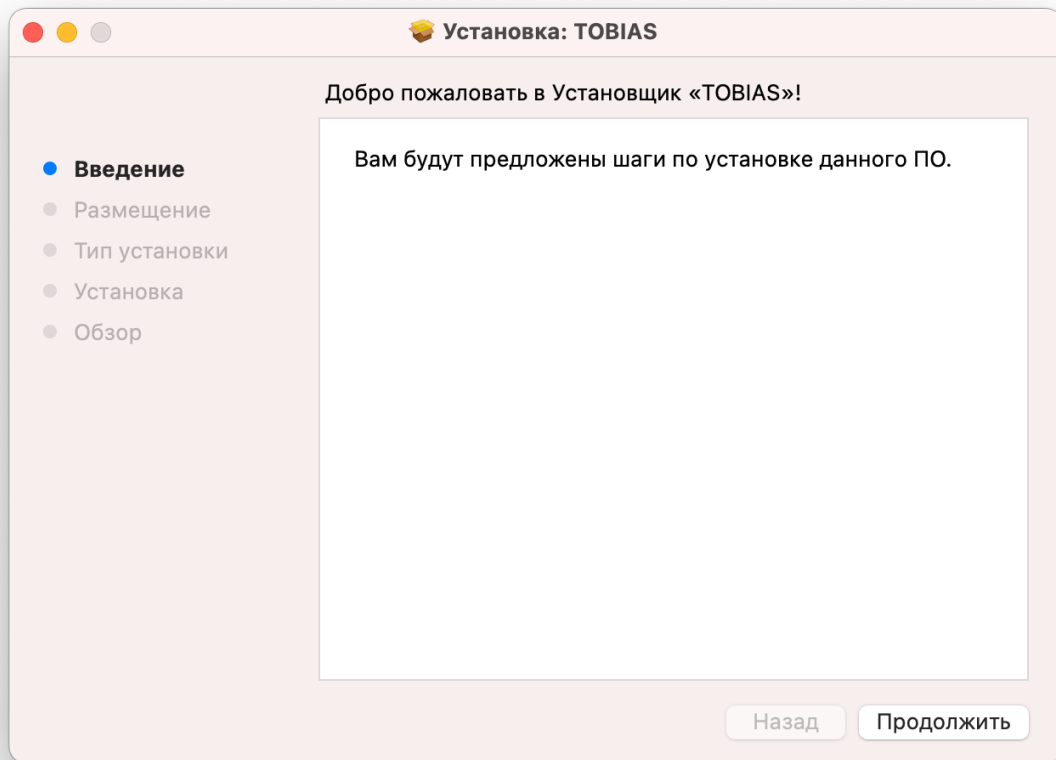 Установка: TOBIAS
Добро пожаловать в Установщик «TOBIAS»!
Введение
Размещение
Тип установки
Установка
Обзор
Вам будут предложены шаги по установке данного ПО.
Назад
Продолжить